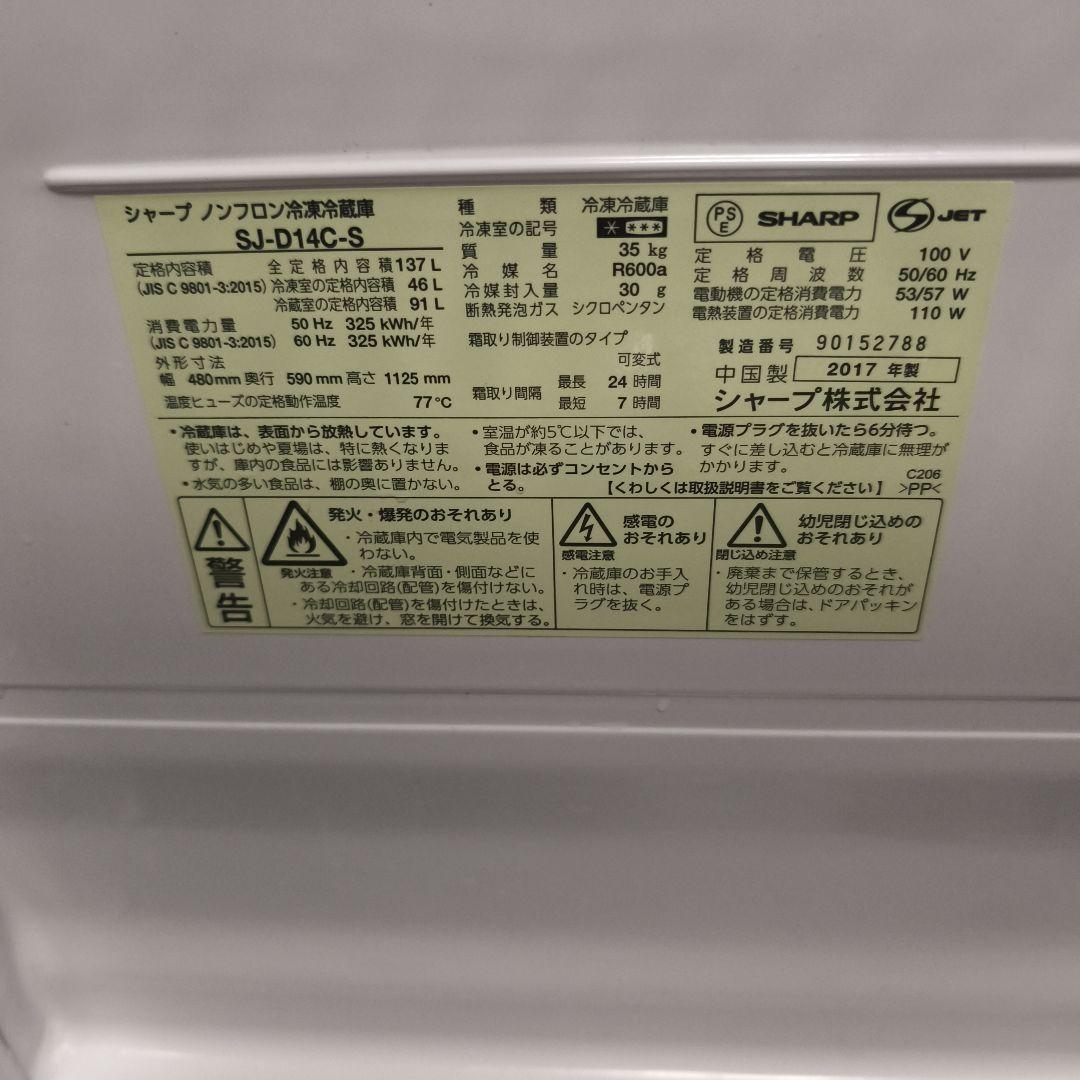 シャープ ノンフロン冷凍冷蔵庫
SJ-D14C-S
定格内容積 全定格内容積 137 L
(JIS C 9801-3:2015) 冷凍室の定格内容積 46 L
冷蔵室の定格内容積 91 L
消費電力量 50 Hz 325 kWh/年
(JIS C 9801-3:2015) 60 Hz 325 kWh/年
外形寸法
幅 480mm 奥行 590mm 高さ 1125 mm
温度ヒューズの定格動作温度 77℃
種類 冷凍冷蔵庫
冷凍室の記号 * ***
質量 35 kg
冷媒名 R600a
冷媒封入量 30 g
断熱発泡ガス シクロペンタン
霜取り制御装置のタイプ
可変式
霜取り間隔 最長 24 時間
最短 7 時間
PSE SHARP S JET
定格電圧 100 V
定格周波数 50/60 Hz
電動機の定格消費電力 53/57 W
電熱装置の定格消費電力 110 W
製造番号 90152788
中国製 2017 年製
シャープ株式会社
・冷蔵庫は、表面から放熱しています。
使いはじめや夏場は、特に熱くなりま
すが、庫内の食品には影響ありません。
・水気の多い食品は、棚の奥に置かない。
・室温が約5℃以下では、
食品が凍ることがあります。
・電源は必ずコンセントから
とる。
・電源プラグを抜いたら6分待つ。
すぐに差し込むと冷蔵庫に無理が
かかります。
C206
【くわしくは取扱説明書をご覧ください】 >PP<
警告
発火・爆発のおそれあり
発火注意
・冷蔵庫内で電気製品を使
わない。
・冷蔵庫背面・側面などに
ある冷却回路(配管)を傷付けない。
・冷却回路(配管)を傷付けたときは、
火気を避け、窓を開けて換気する。
感電の
おそれあり
感電注意
・冷蔵庫のお手入
れ時は、電源プ
ラグを抜く。
幼児閉じ込めの
おそれあり
閉じ込め注意
・廃棄まで保管するとき、
幼児閉じ込めのおそれが
ある場合は、ドアパッキン
をはずす。